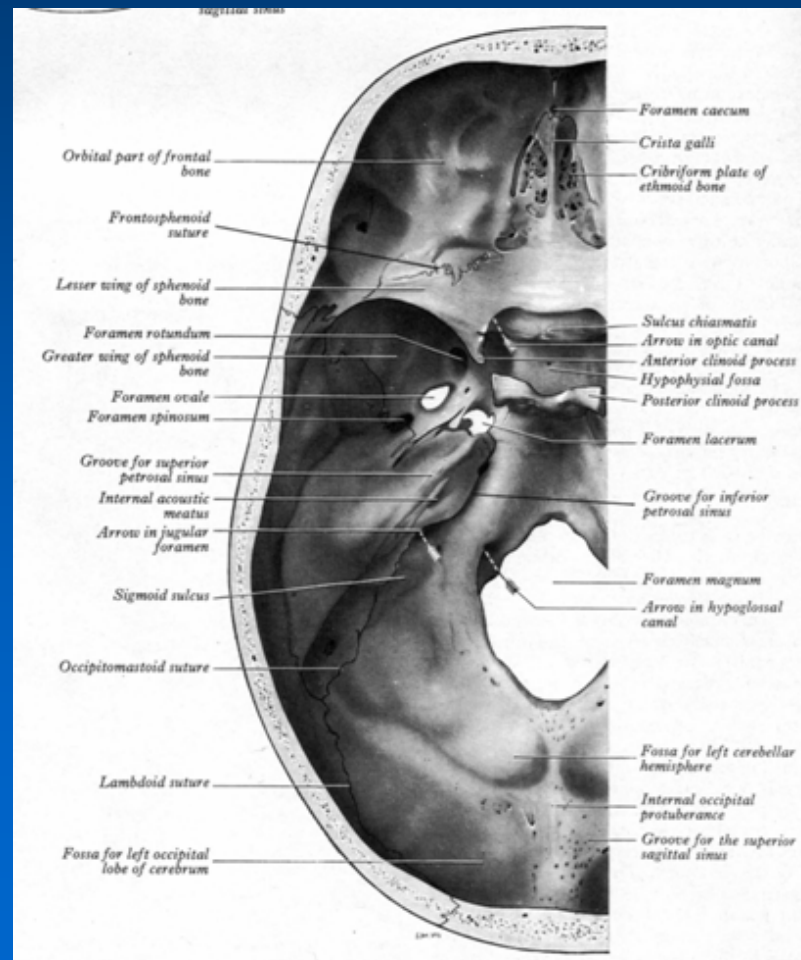 sagittal sinus
Orbital part of frontal
bone
Frontosphenoid
suture
Lesser wing of sphenoid
bone
Foramen rotundum
Greater wing of sphenoid
bone
Foramen ovale
Foramen spinosum
Groove for superior
petrosal sinus
Internal acoustic
meatus
Arrow in jugular
foramen
Sigmoid sulcus
Occipitomastoid suture
Lambdoid suture
Fossa for left occipital
lobe of cerebrum
Foramen caecum
Crista galli
Cribriform plate of
ethmoid bone
Sulcus chiasmatis
Arrow in optic canal
Anterior clinoid process
Hypophysial fossa
Posterior clinoid process
Foramen lacerum
Groove for inferior
petrosal sinus
Foramen magnum
Arrow in hypoglossal
canal
Fossa for left cerebellar
hemisphere
Internal occipital
protuberance
Groove for the superior
sagittal sinus